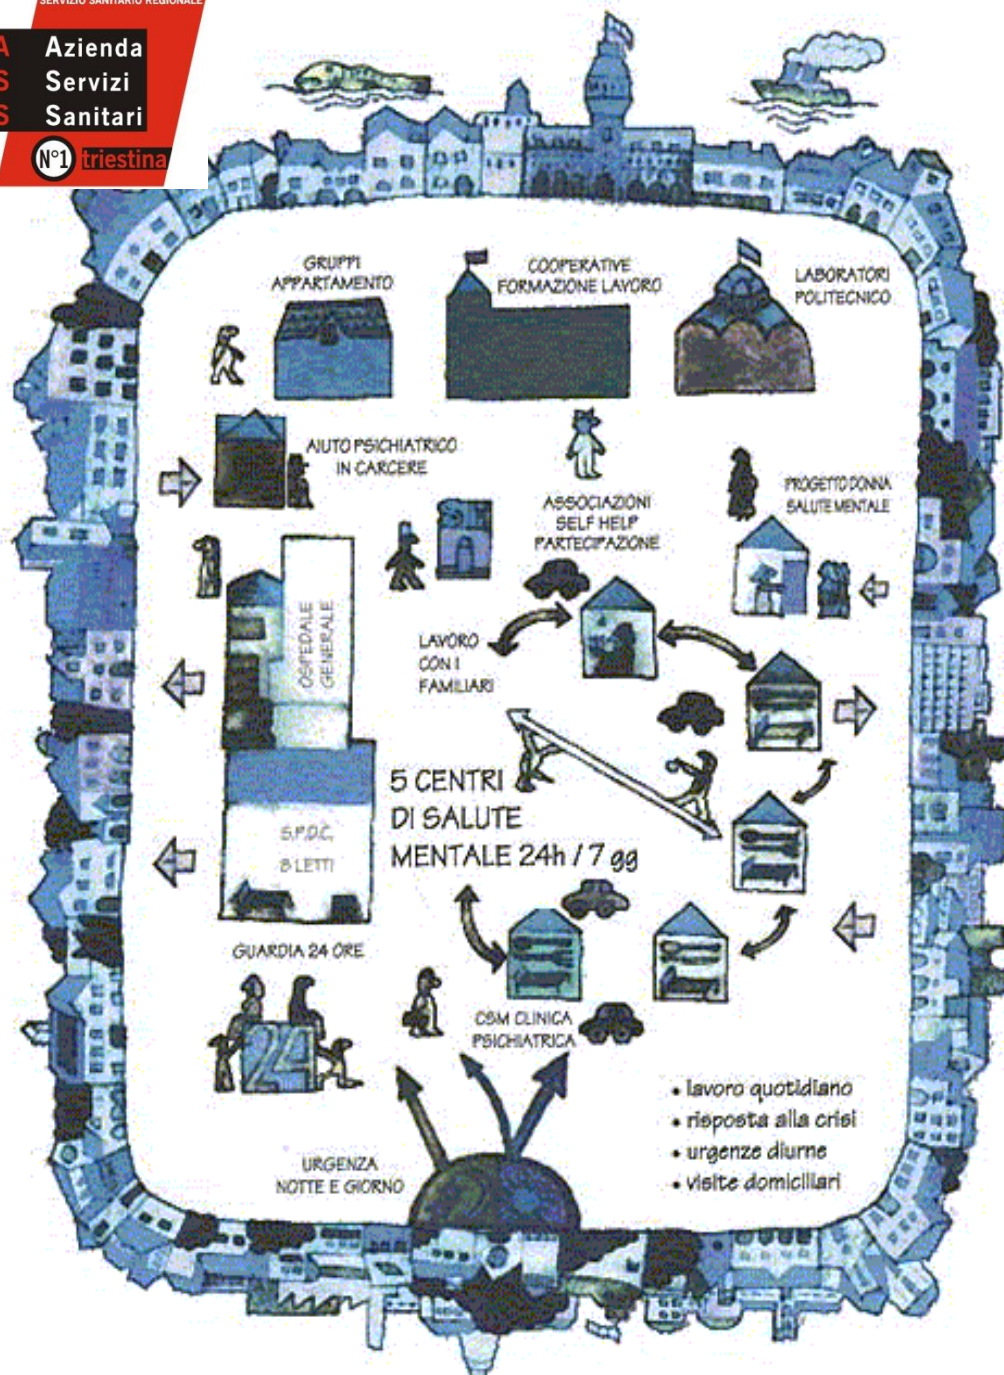 SERVIZIO SANITARIO REGIONALE
A Azienda
S Servizi
S Sanitari
N°1 triestina
GRUPPI
APPARTAMENTO
COOPERATIVE
FORMAZIONE LAVORO
LABORATORI
POLITECNICO
AIUTO PSICHIATRICO
IN CARCERE
ASSOCIAZIONI
SELF HELP
PARTECIPAZIONE
PROGETTO DONNA
SALUTE MENTALE
OSPEDALE
GENERALE
LAVORO
CON I
FAMILIARI
5 CENTRI
DI SALUTE
MENTALE 24h / 7 gg
S.P.D.C.
8 LETTI
GUARDIA 24 ORE
24
CSM CLINICA
PSICHIATRICA
URGENZA
NOTTE E GIORNO
• lavoro quotidiano
• risposta alla crisi
• urgenze diurne
• visite domiciliari